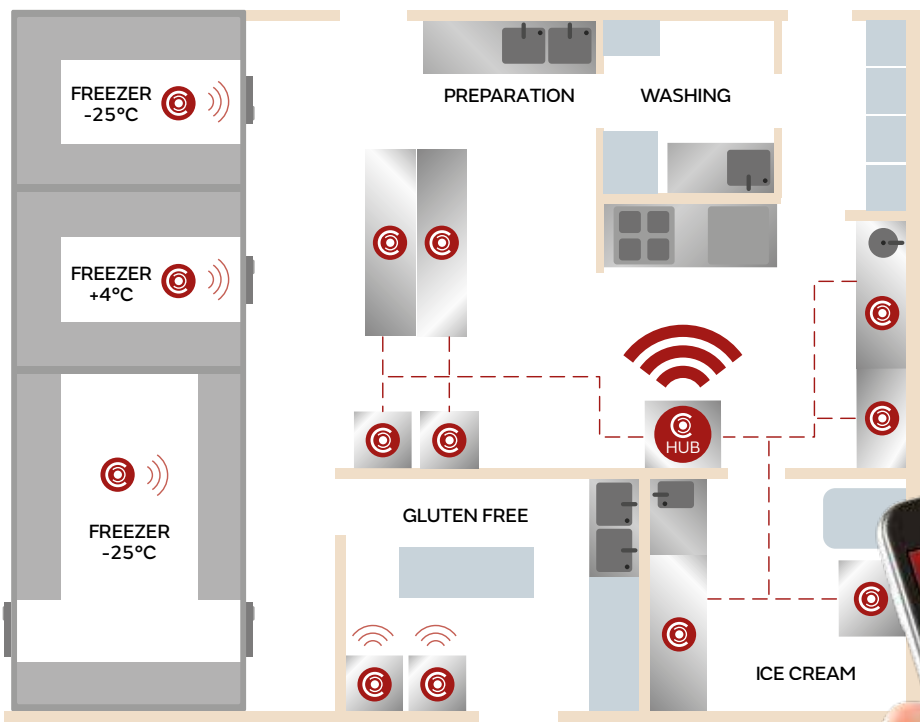 FREEZER
-25°C
PREPARATION
WASHING
FREEZER
+4°C
HUB
FREEZER
-25°C
GLUTEN FREE
ICE CREAM